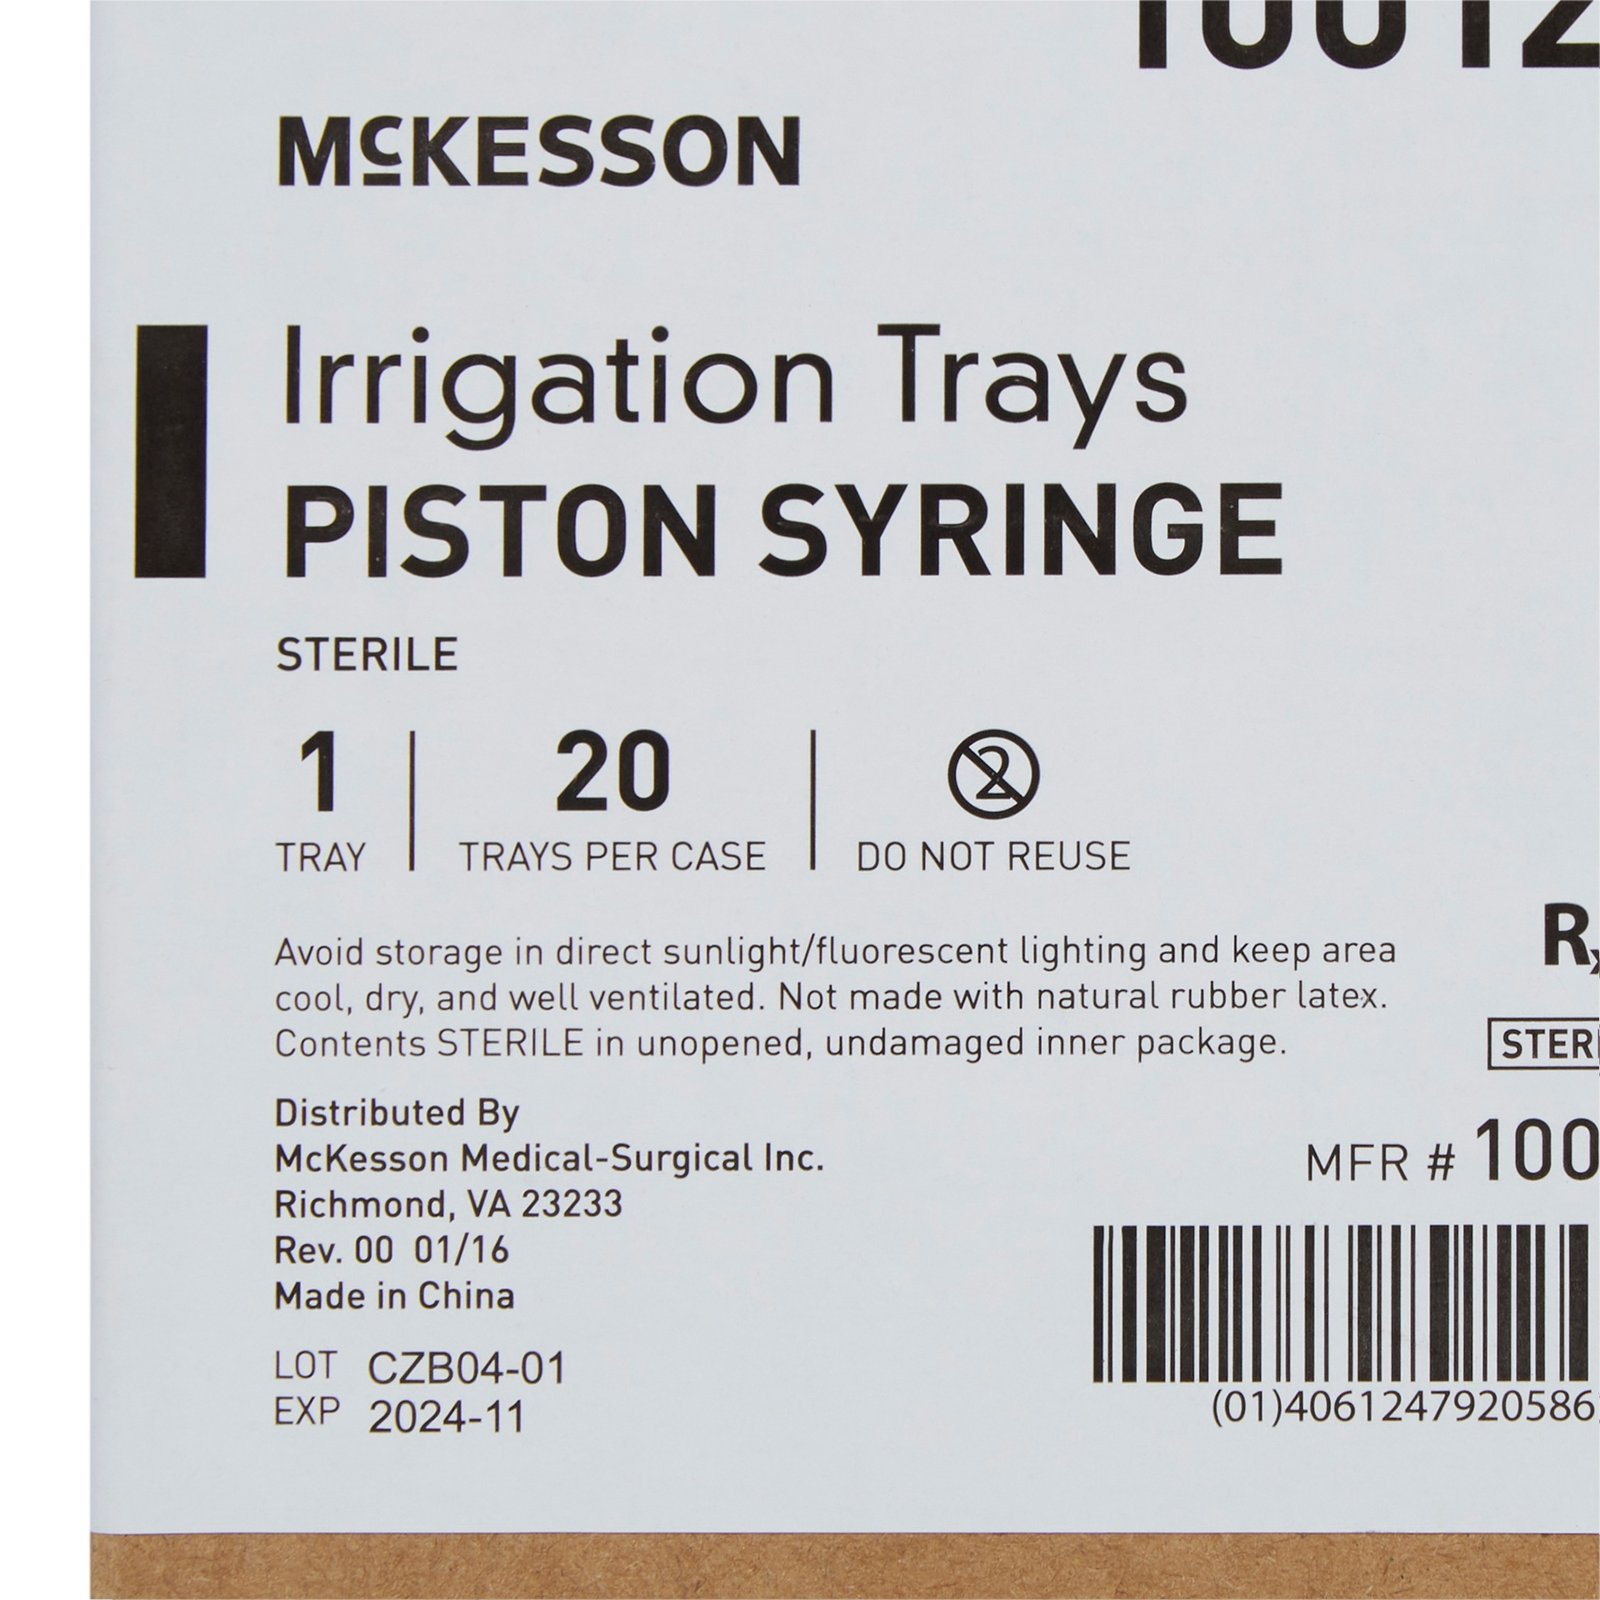 MCKESSON
Irrigation Trays
PISTON SYRINGE
STERILE
1
TRAY
20
TRAYS PER CASE
2
DO NOT REUSE
Avoid storage in direct sunlight/fluorescent lighting and keep area
cool, dry, and well ventilated. Not made with natural rubber latex.
Contents STERILE in unopened, undamaged inner package.
Distributed By
McKesson Medical-Surgical Inc.
Richmond, VA 23233
Rev. 00 01/16
Made in China
LOT CZB04-01
EXP 2024-11
Rx
MFR # 100
(01)4061247920586